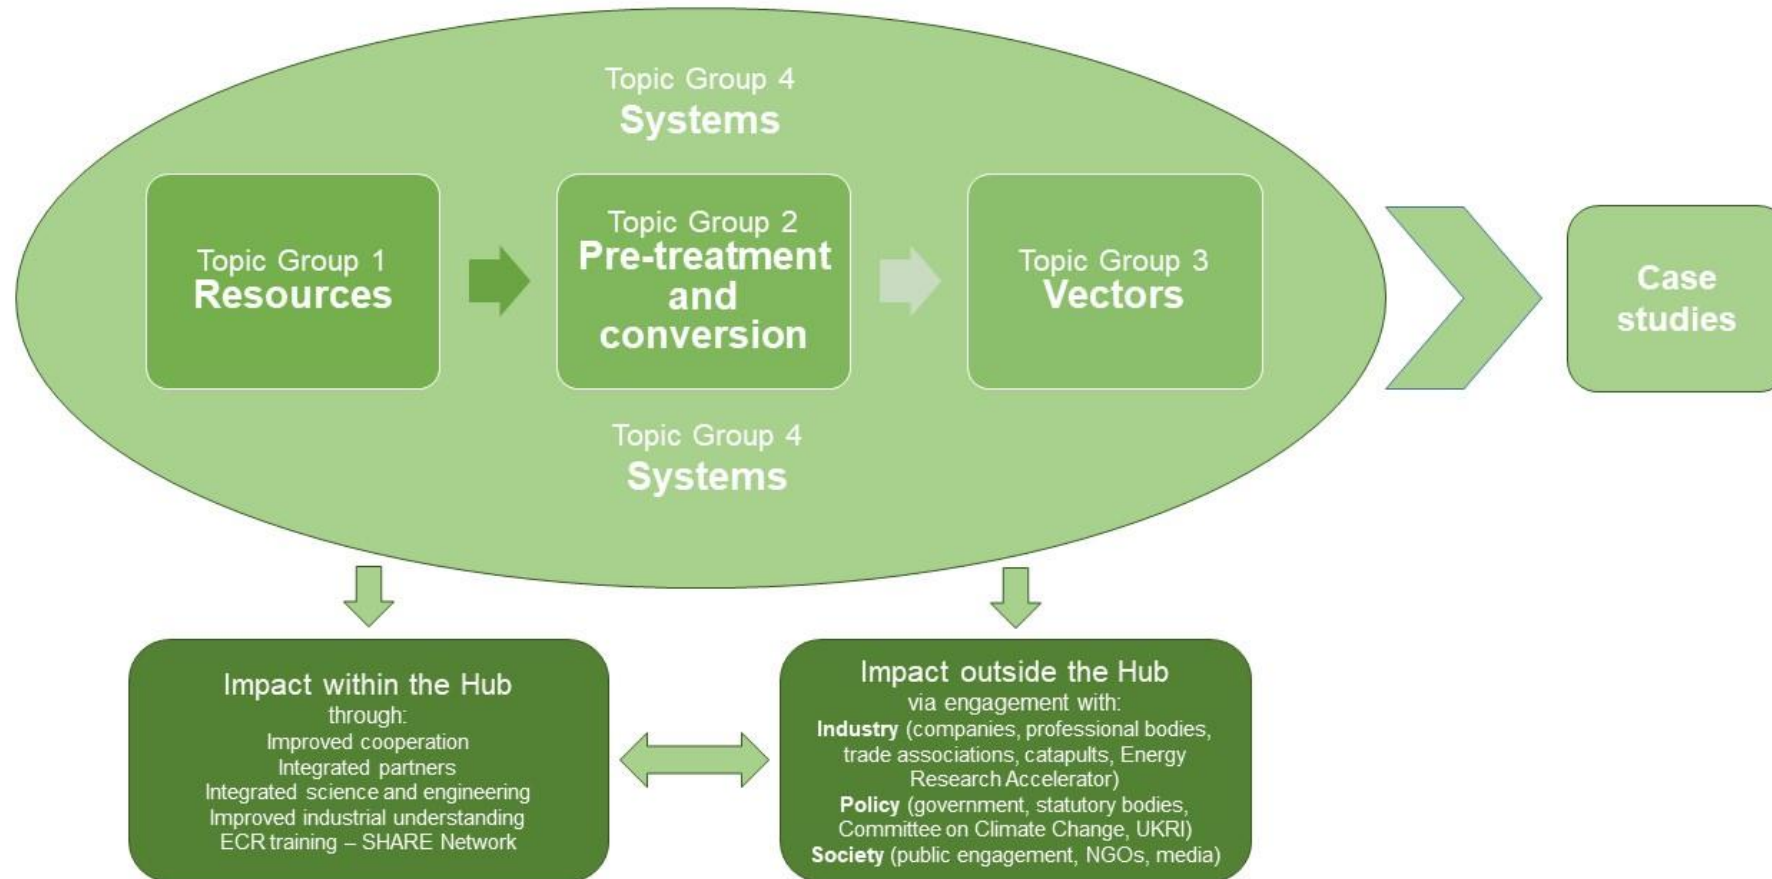 Topic Group 4
Systems
Topic Group 1
Resources
Topic Group 2
Pre-treatment
and
conversion
Topic Group 3
Vectors
Case
studies
Topic Group 4
Systems
Impact within the Hub
through:
Improved cooperation
Integrated partners
Integrated science and engineering
Improved industrial understanding
ECR training – SHARE Network
Impact outside the Hub
via engagement with:
Industry (companies, professional bodies,
trade associations, catapults, Energy
Research Accelerator)
Policy (government, statutory bodies,
Committee on Climate Change, UKRI)
Society (public engagement, NGOs, media)